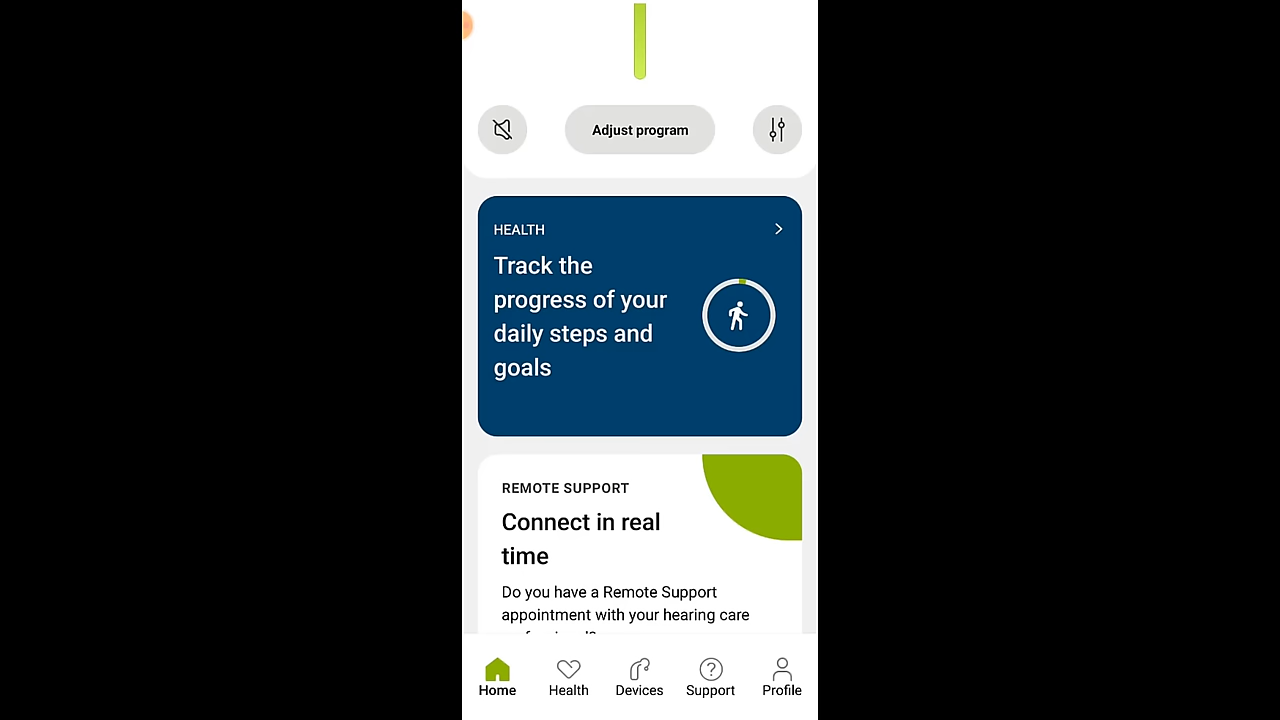 Adjust program
HEALTH
Track the
progress of your
daily steps and
goals
REMOTE SUPPORT
Connect in real
time
Do you have a Remote Support
appointment with your hearing care
Home
Health
Devices
Support
Profile